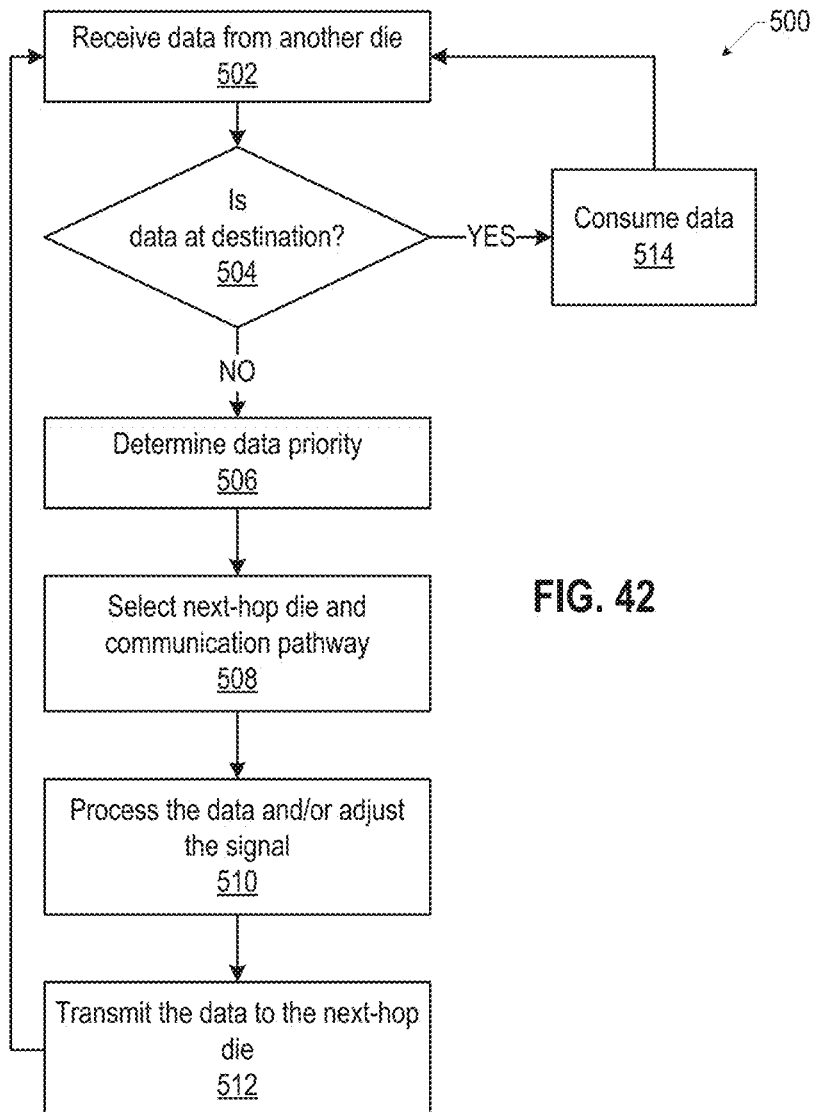 500
Receive data from another die
502
Is
data at destination?
504
YES
Consume data
514
NO
Determine data priority
506
Select next-hop die and
communication pathway
508
FIG. 42
Process the data and/or adjust
the signal
510
Transmit the data to the next-hop
die
512